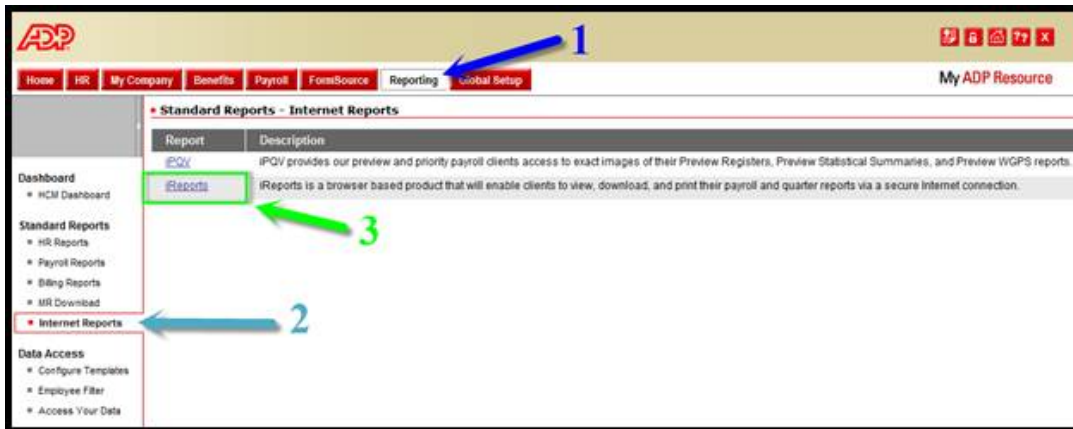 ADP
1
Home HR My Company Benefits Payroll FormSource Reporting Global Setup
My ADP Resource
Standard Reports - Internet Reports
Report Description
iPQV iPQV provides our preview and priority payroll clients access to exact images of their Preview Registers, Preview Statistical Summaries, and Preview WGPS reports.
iReports iReports is a browser based product that will enable clients to view, download, and print their payroll and quarter reports via a secure Internet connection.
3
Dashboard
HCM Dashboard
Standard Reports
HR Reports
Payroll Reports
Billing Reports
MR Download
Internet Reports
2
Data Access
Configure Templates
Employee Filter
Access Your Data